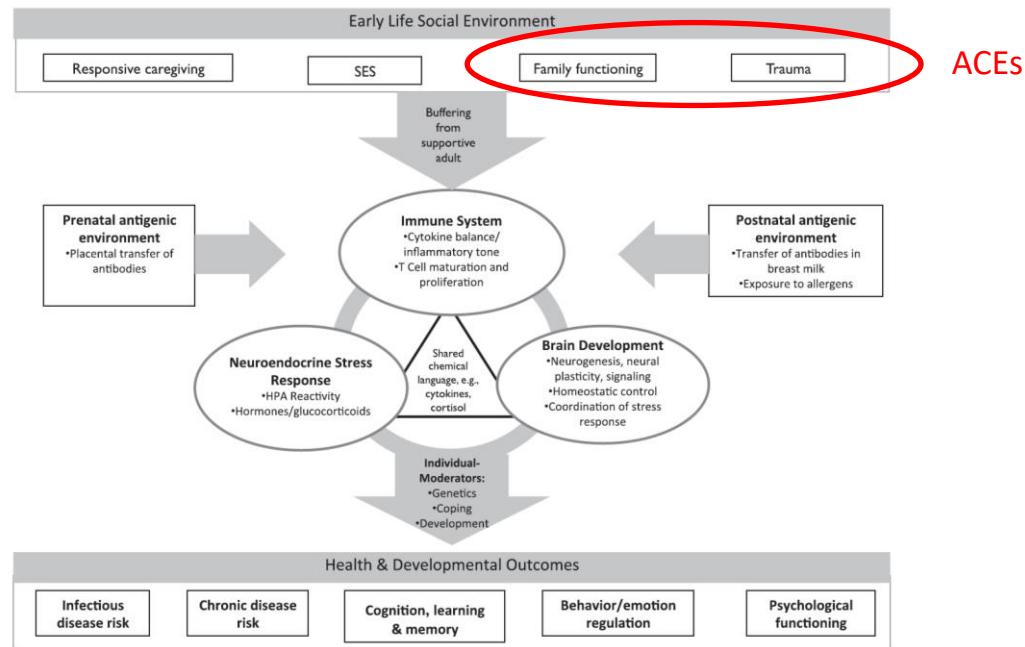 Early Life Social Environment
Responsive caregiving
SES
Family functioning
Trauma
ACEs
Buffering
from
supportive
adult
Prenatal antigenic
environment
•Placental transfer of
antibodies
Immune System
•Cytokine balance/
inflammatory tone
•T Cell maturation and
proliferation
Postnatal antigenic
environment
•Transfer of antibodies in
breast milk
•Exposure to allergens
Neuroendocrine Stress
Response
•HPA Reactivity
•Hormones/glucocorticoids
Shared
chemical
language, e.g.,
cytokines,
cortisol
Brain Development
•Neurogenesis, neural
plasticity, signaling
•Homeostatic control
•Coordination of stress
response
Individual-
Moderators:
•Genetics
•Coping
•Development
Health & Developmental Outcomes
Infectious
disease risk
Chronic disease
risk
Cognition, learning
& memory
Behavior/emotion
regulation
Psychological
functioning